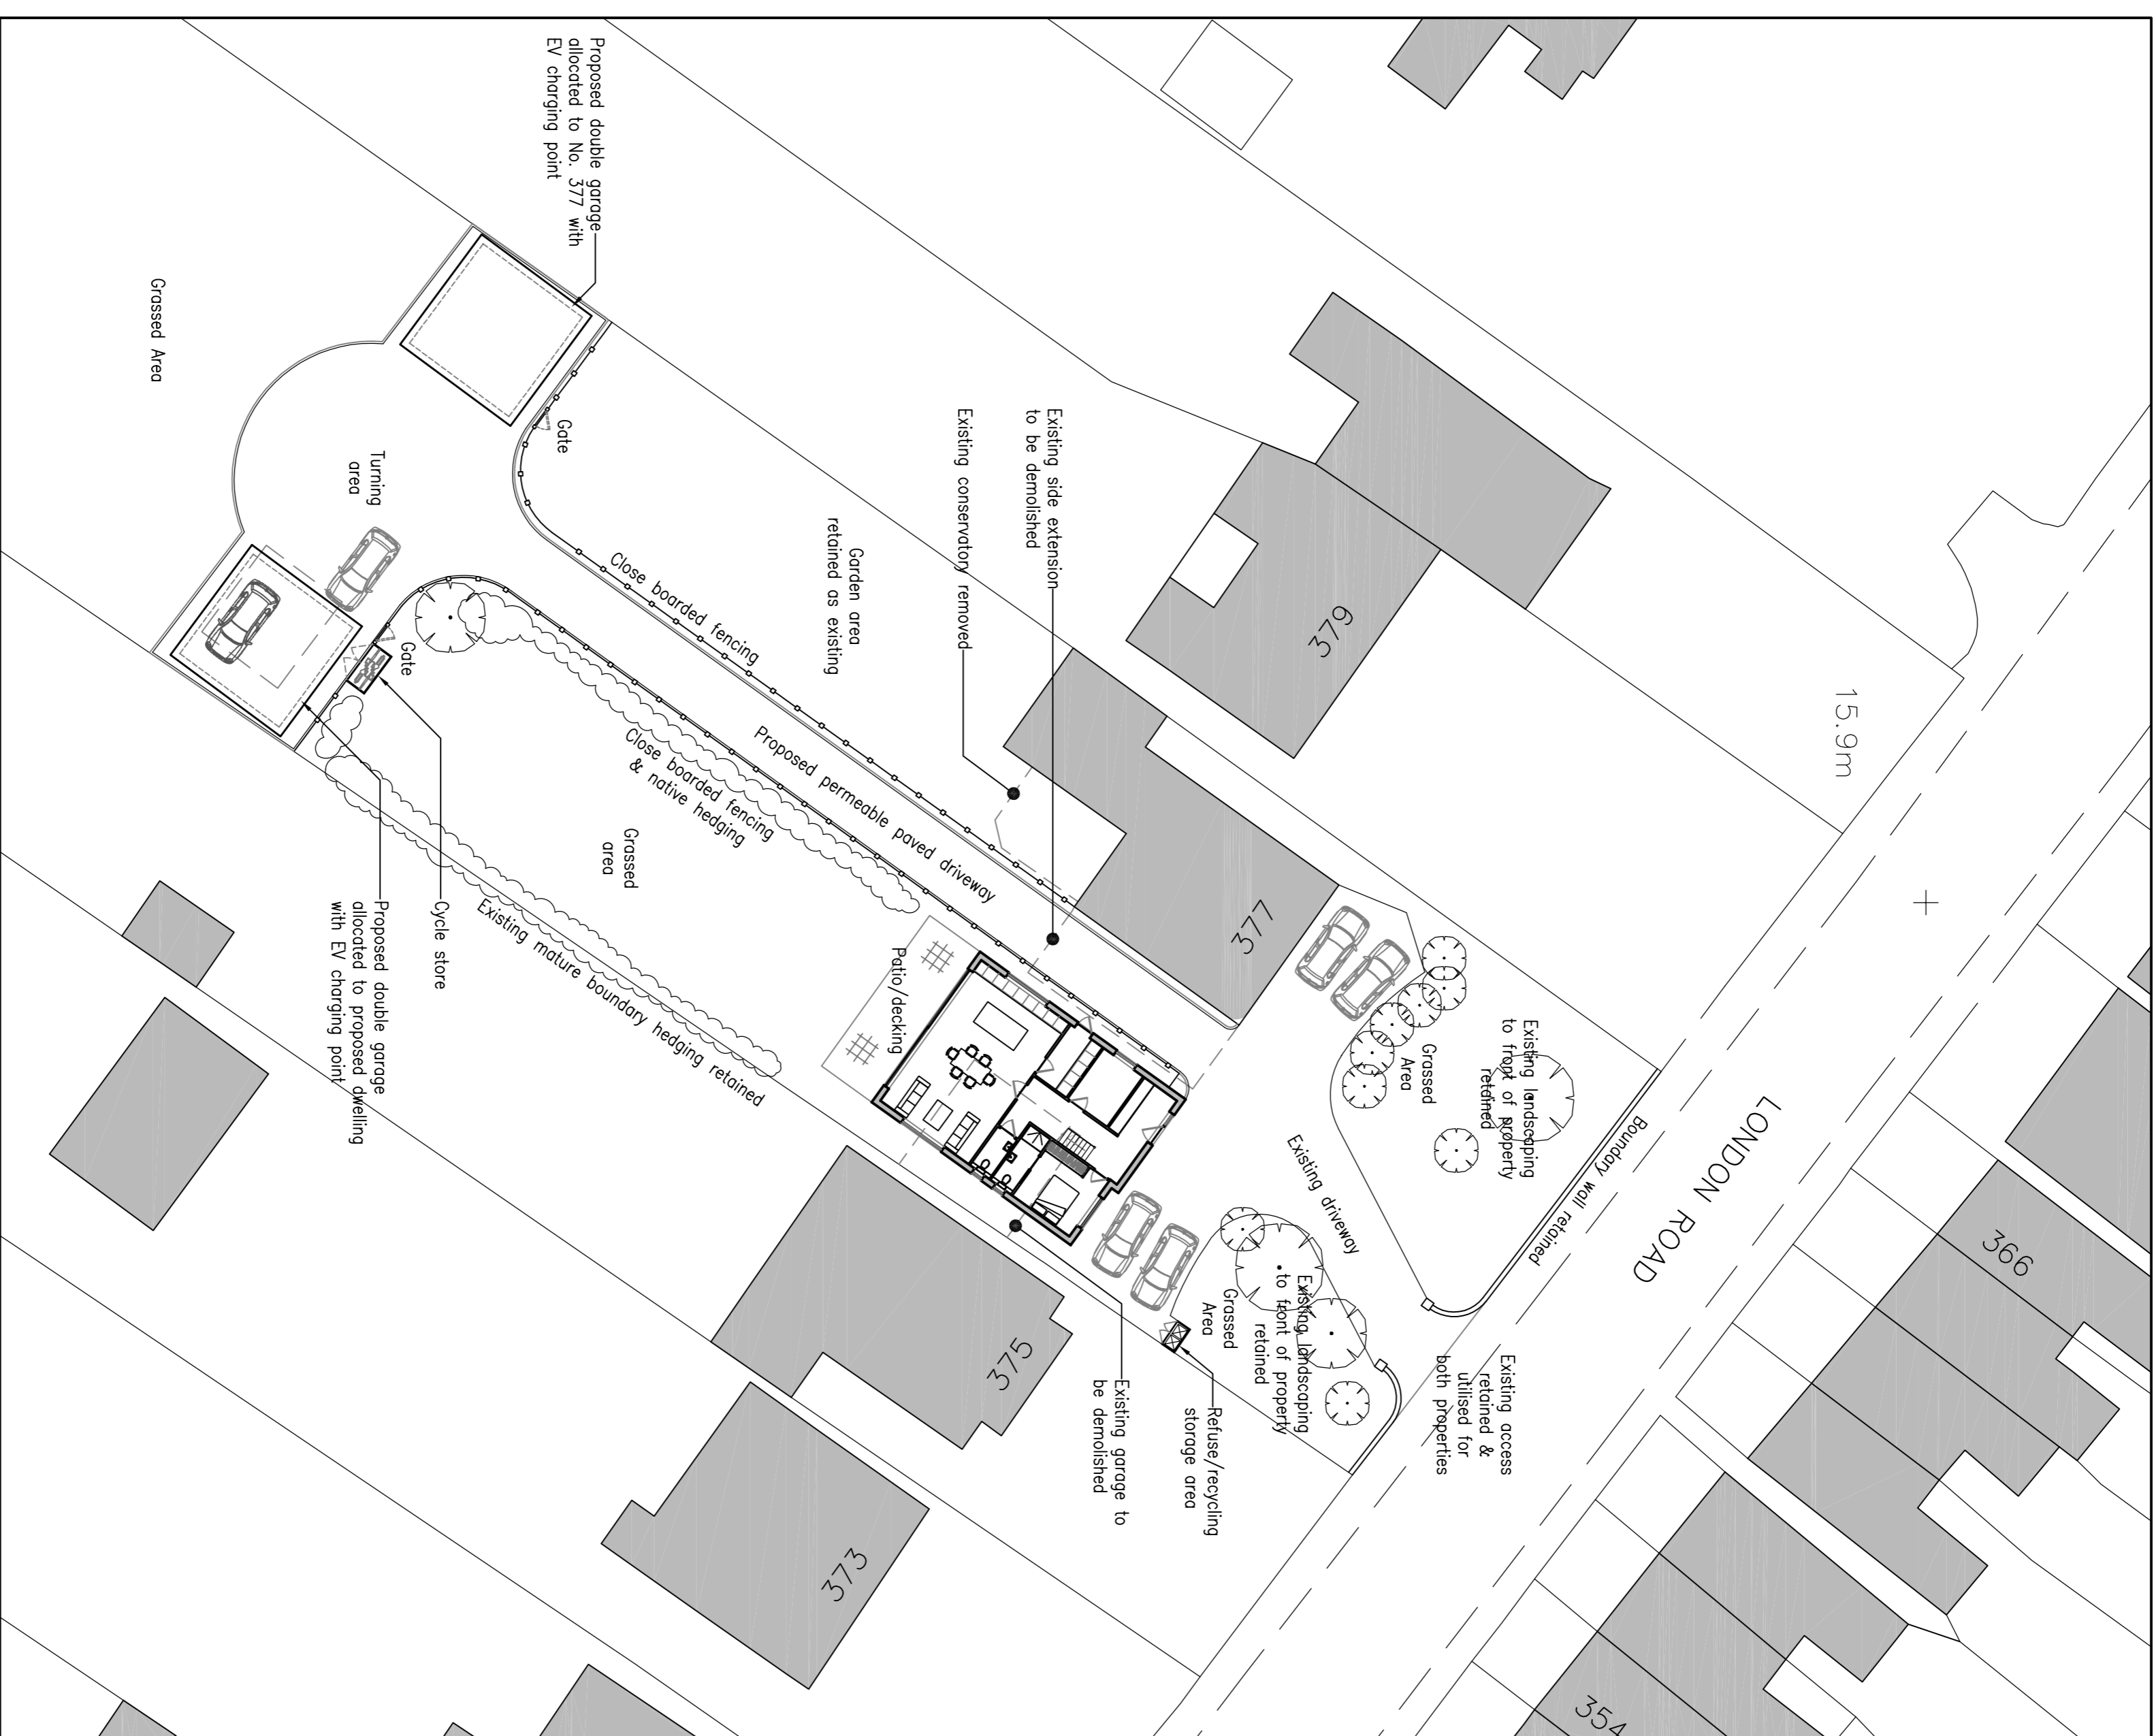 Proposed double garage
allocated to No. 377 with
EV charging point
Grassed Area
Turning
area
Gate
Close boarded fencing
Garden area
retained as existing
Existing conservatory removed
Existing side extension
to be demolished
379
15.9m
377
Proposed permeable paved driveway
Close boarded fencing
& native hedging
Gate
Grassed
area
Cycle store
Proposed double garage
allocated to proposed dwelling
with EV charging point
Existing mature boundary hedging retained
Patio/decking
Existing landscaping
to front of property
retained
Grassed
Area
Boundary wall retained
LONDON ROAD
Existing driveway
Existing landscaping
to front of property
retained
Grassed
Area
Existing access
retained &
utilised for
both properties
Refuse/recycling
storage area
Existing garage to
be demolished
375
373
366
354